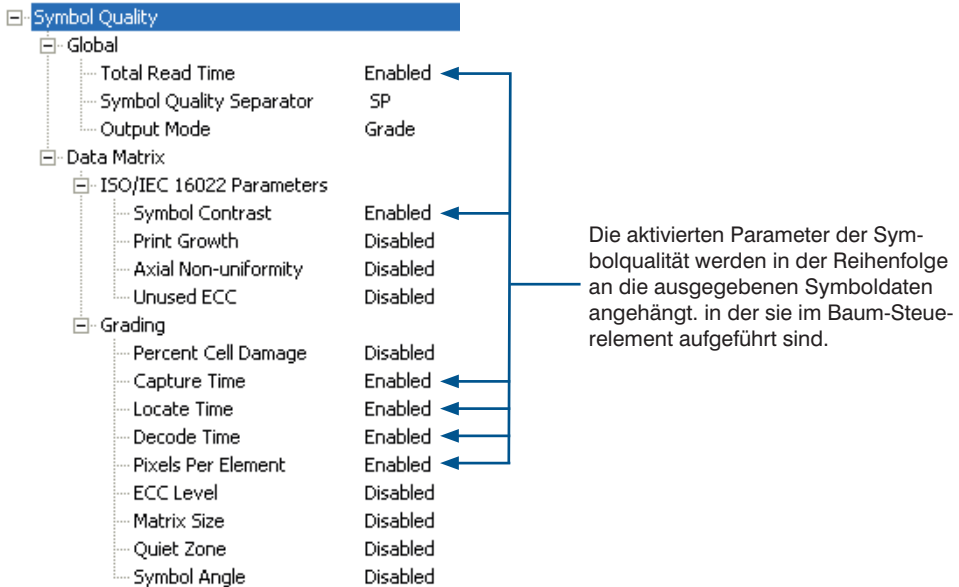 Symbol Quality
Global
Total Read Time Enabled
Symbol Quality Separator SP
Output Mode Grade
Data Matrix
ISO/IEC 16022 Parameters
Symbol Contrast Enabled
Print Growth Disabled
Axial Non-uniformity Disabled
Unused ECC Disabled
Grading
Percent Cell Damage Disabled
Capture Time Enabled
Locate Time Enabled
Decode Time Enabled
Pixels Per Element Enabled
ECC Level Disabled
Matrix Size Disabled
Quiet Zone Disabled
Symbol Angle Disabled
Die aktivierten Parameter der Sym-
bolqualität werden in der Reihenfolge
an die ausgegebenen Symboldaten
angehängt. in der sie im Baum-Steue-
relement aufgeführt sind.